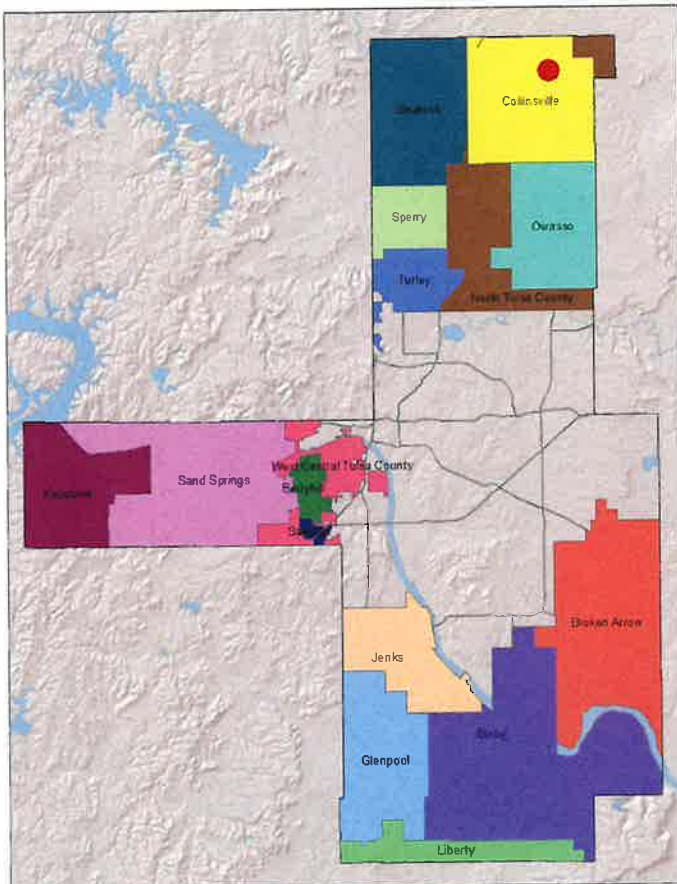 Skiatook
Collinsville
Sperry
Owasso
Turley
North Tulsa County
West Central Tulsa County
Sand Springs
Keystone
Berryhill
Broken Arrow
Jenks
Bixby
Glenpool
Liberty